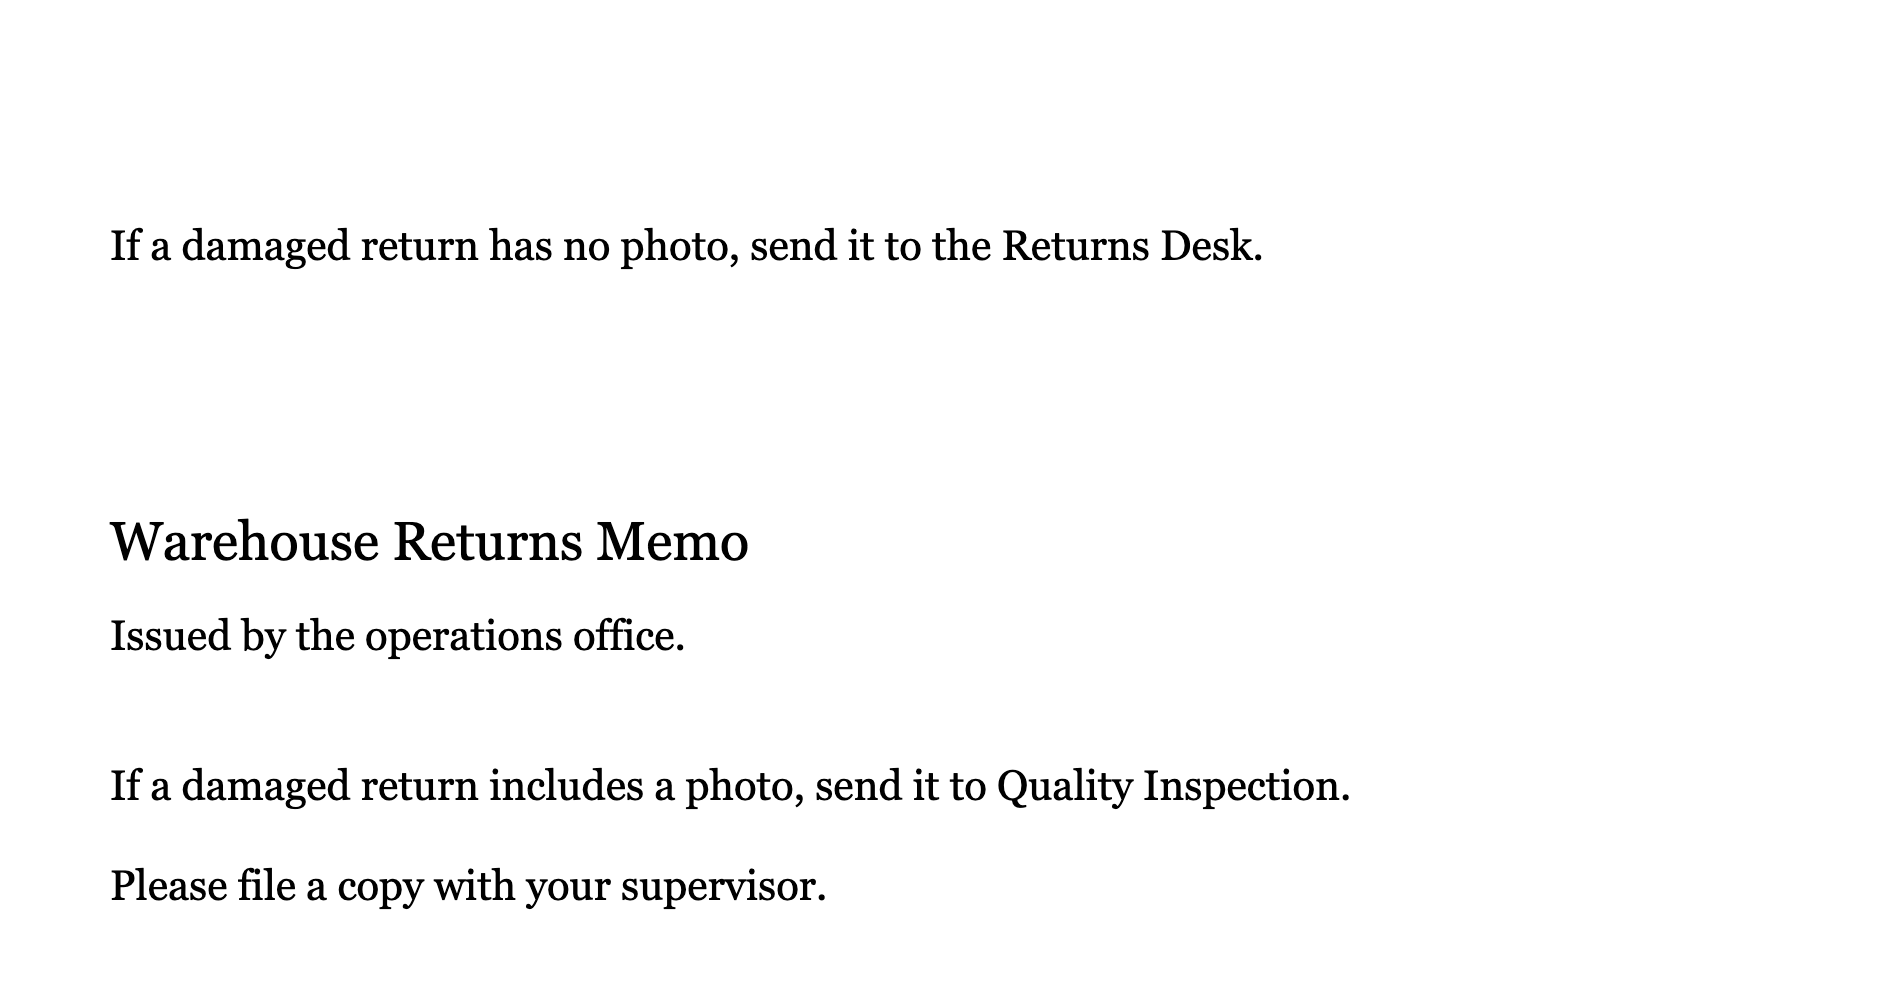 If a damaged return has no photo, send it to the Returns Desk.
Warehouse Returns Memo
Issued by the operations office.
If a damaged return includes a photo, send it to Quality Inspection.
Please file a copy with your supervisor.